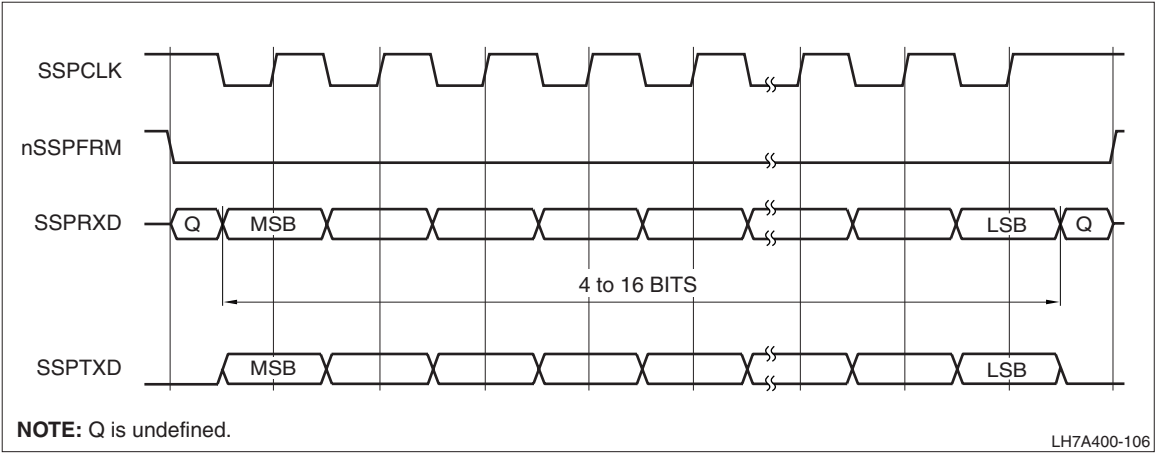 SSPCLK
nSSPFRM
SSPRXD Q MSB LSB Q
4 to 16 BITS
SSPTXD MSB LSB
NOTE: Q is undefined.
LH7A400-106